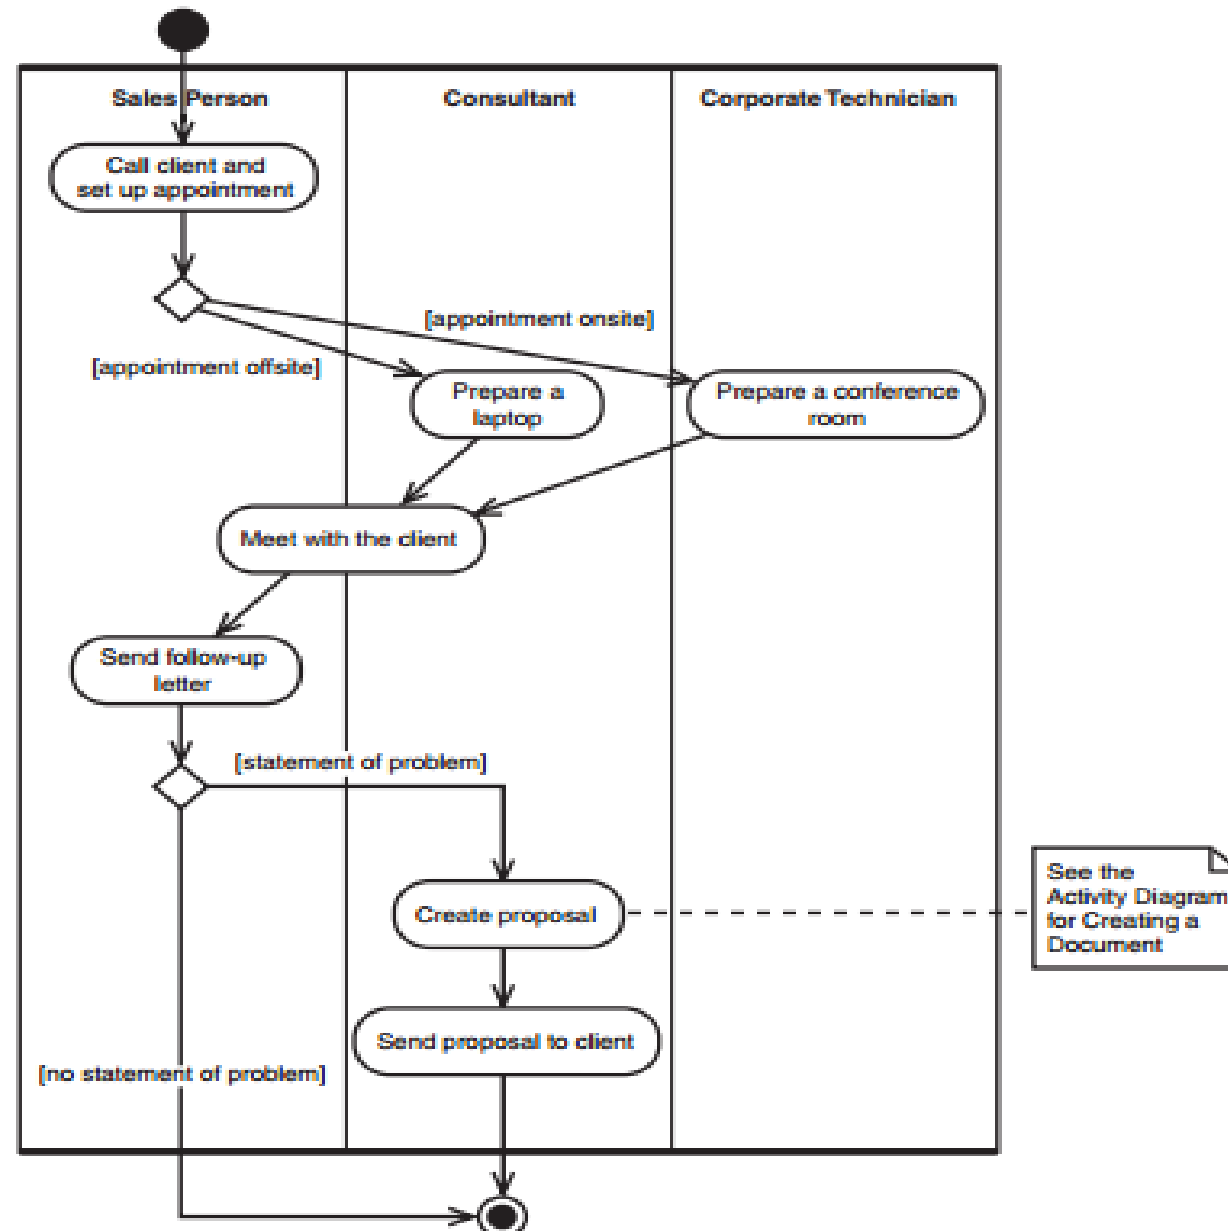 Sales Person
Consultant
Corporate Technician
Call client and
set up appointment
[appointment onsite]
[appointment offsite]
Prepare a
laptop
Prepare a conference
room
Meet with the client
Send follow-up
letter
[statement of problem]
Create proposal
See the
Activity Diagram
for Creating a
Document
Send proposal to client
[no statement of problem]